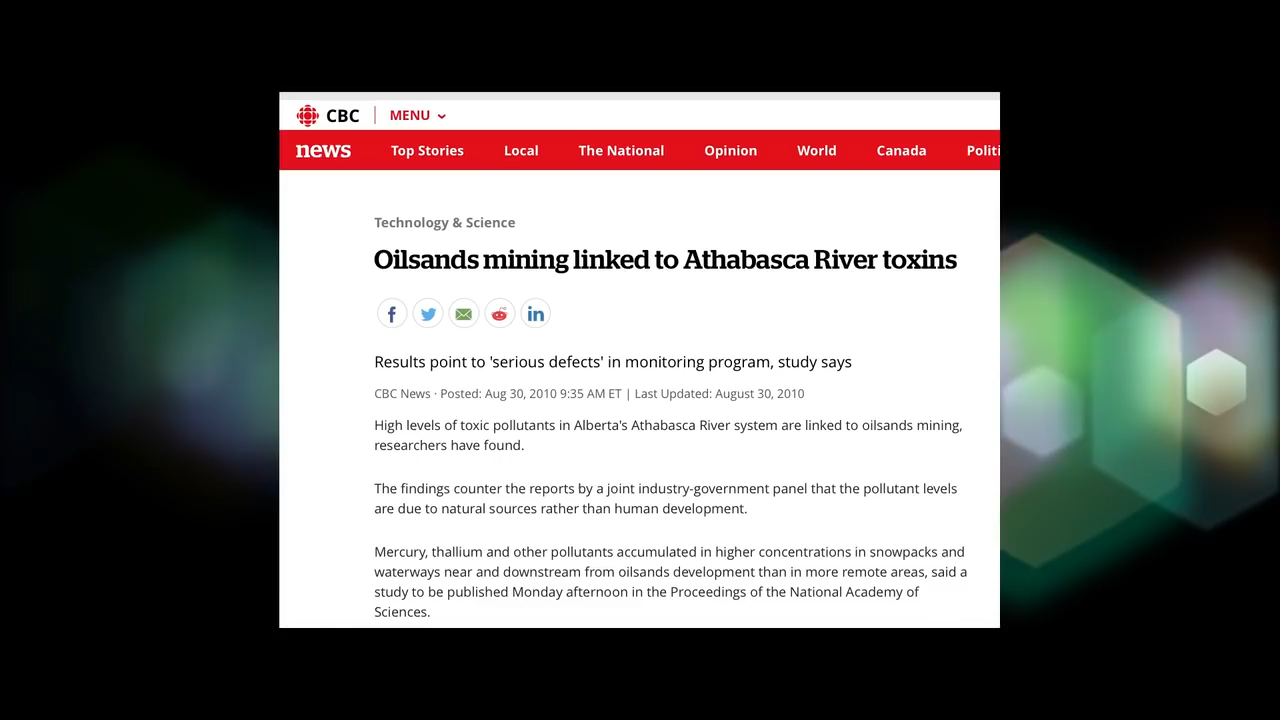 CBC MENU
news Top Stories Local The National Opinion World Canada Politi
Technology & Science
Oilsands mining linked to Athabasca River toxins
Results point to 'serious defects' in monitoring program, study says
CBC News · Posted: Aug 30, 2010 9:35 AM ET | Last Updated: August 30, 2010
High levels of toxic pollutants in Alberta's Athabasca River system are linked to oilsands mining,
researchers have found.
The findings counter the reports by a joint industry-government panel that the pollutant levels
are due to natural sources rather than human development.
Mercury, thallium and other pollutants accumulated in higher concentrations in snowpacks and
waterways near and downstream from oilsands development than in more remote areas, said a
study to be published Monday afternoon in the Proceedings of the National Academy of
Sciences.